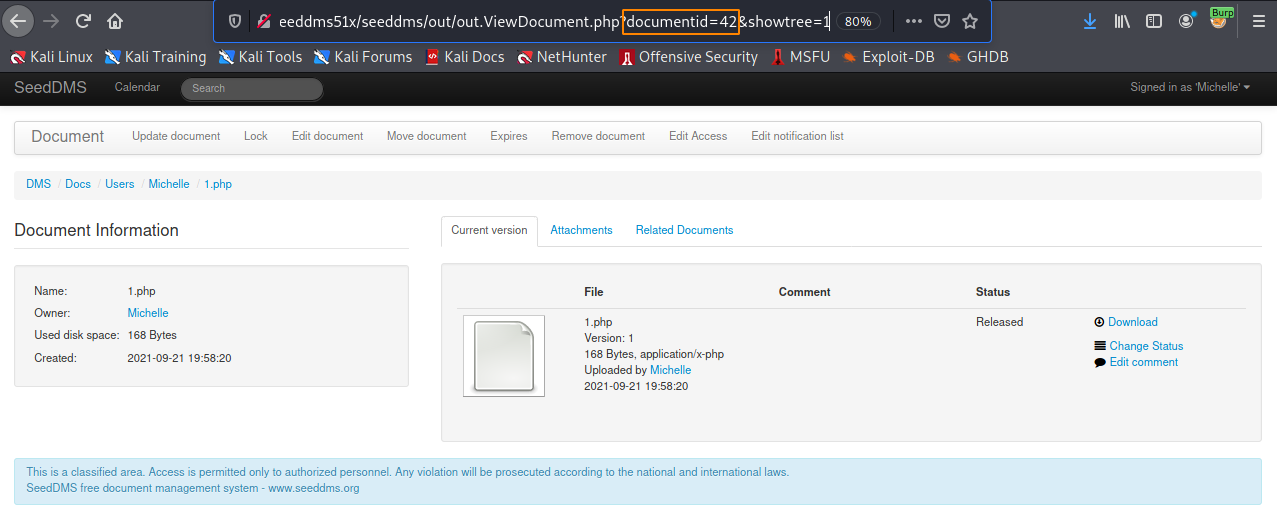 eeddms51x/seeddms/out/out.ViewDocument.php?documentid=42&showtree=1 80% Burp
Kali Linux Kali Training Kali Tools Kali Forums Kali Docs NetHunter Offensive Security MSFU Exploit-DB GHDB
SeedDMS Calendar Search Signed in as 'Michelle'
Document Update document Lock Edit document Move document Expires Remove document Edit Access Edit notification list
DMS / Docs / Users / Michelle / 1.php
Document Information
Name: 1.php
Owner: Michelle
Used disk space: 168 Bytes
Created: 2021-09-21 19:58:20
Current version Attachments Related Documents
File Comment Status
1.php Released Download
Version: 1
168 Bytes, application/x-php Change Status
Uploaded by Michelle Edit comment
2021-09-21 19:58:20
This is a classified area. Access is permitted only to authorized personnel. Any violation will be prosecuted according to the national and international laws.
SeedDMS free document management system - www.seeddms.org